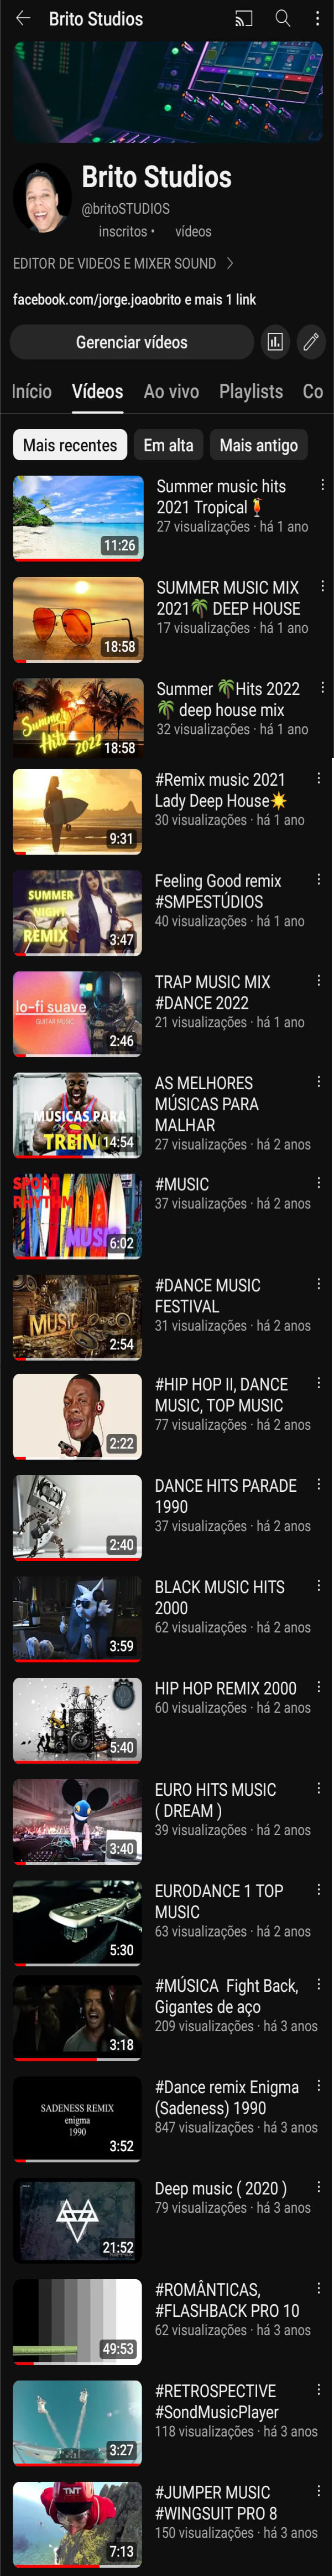 Brito Studios
Brito Studios
@britoSTUDIOS
inscritos • vídeos
EDITOR DE VIDEOS E MIXER SOUND
facebook.com/jorge.joaobrito e mais 1 link
Gerenciar vídeos
Início Vídeos Ao vivo Playlists Co
Mais recentes Em alta Mais antigo
11:26
Summer music hits
2021 Tropical🍹
27 visualizações · há 1 ano
18:58
SUMMER MUSIC MIX
2021🌴 DEEP HOUSE
17 visualizações · há 1 ano
Summer
Hits 2022
18:58
Summer 🌴Hits 2022
🌴 deep house mix
32 visualizações · há 1 ano
9:31
#Remix music 2021
Lady Deep House☀️
30 visualizações · há 1 ano
SUMMER
NIGHT
REMIX
3:47
Feeling Good remix
#SMPESTÚDIOS
40 visualizações · há 1 ano
lo-fi suave
GUITAR MUSIC
2:46
TRAP MUSIC MIX
#DANCE 2022
21 visualizações · há 1 ano
MÚSICAS PARA
TREIN
14:54
AS MELHORES
MÚSICAS PARA
MALHAR
27 visualizações · há 2 anos
SPORT
RHYTHM
MUSIC
6:02
#MUSIC
37 visualizações · há 2 anos
MUSIC
2:54
#DANCE MUSIC
FESTIVAL
31 visualizações · há 2 anos
2:22
#HIP HOP II, DANCE
MUSIC, TOP MUSIC
77 visualizações · há 2 anos
2:40
DANCE HITS PARADE
1990
37 visualizações · há 2 anos
3:59
BLACK MUSIC HITS
2000
62 visualizações · há 2 anos
5:40
HIP HOP REMIX 2000
60 visualizações · há 2 anos
3:40
EURO HITS MUSIC
( DREAM )
39 visualizações · há 2 anos
5:30
EURODANCE 1 TOP
MUSIC
63 visualizações · há 2 anos
3:18
#MÚSICA Fight Back,
Gigantes de aço
209 visualizações · há 3 anos
SADENESS REMIX
enigma
1990
3:52
#Dance remix Enigma
(Sadeness) 1990
847 visualizações · há 3 anos
21:52
Deep music ( 2020 )
79 visualizações · há 3 anos
49:53
#ROMÂNTICAS,
#FLASHBACK PRO 10
62 visualizações · há 3 anos
3:27
#RETROSPECTIVE
#SondMusicPlayer
118 visualizações · há 3 anos
TNT
7:13
#JUMPER MUSIC
#WINGSUIT PRO 8
150 visualizações · há 3 anos